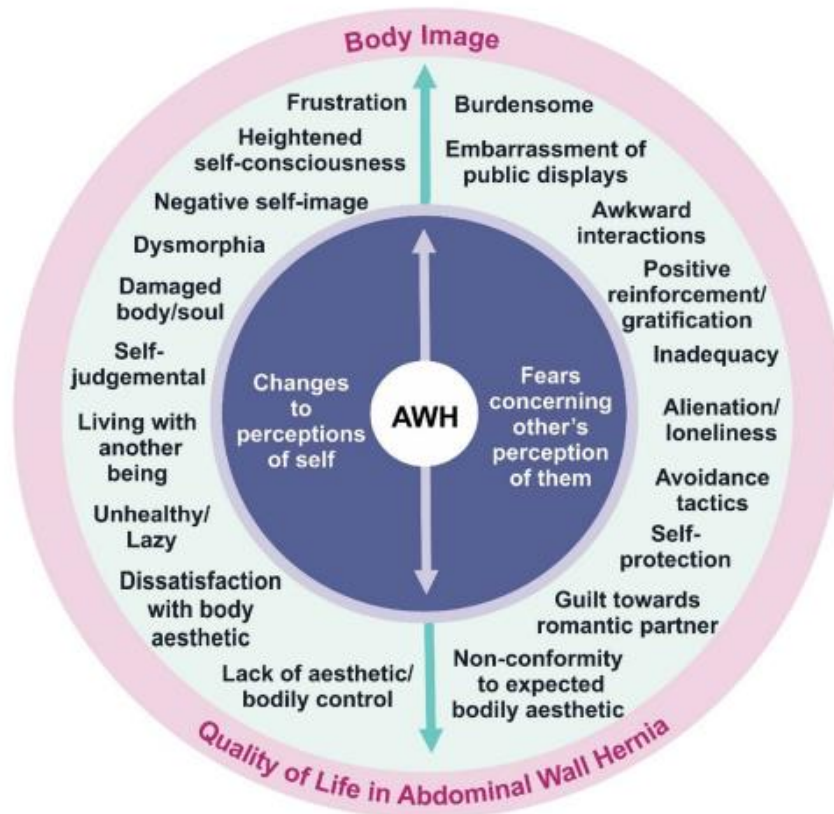 Body Image
Frustration
Heightened
self-consciousness
Negative self-image
Dysmorphia
Damaged
body/soul
Self-
judgemental
Living with
another
being
Unhealthy/
Lazy
Dissatisfaction
with body
aesthetic
Lack of aesthetic/
bodily control
Changes
to
perceptions
of self
AWH
Fears
concerning
other's
perception
of them
Burdensome
Embarrassment of
public displays
Awkward
interactions
Positive
reinforcement/
gratification
Inadequacy
Alienation/
loneliness
Avoidance
tactics
Self-
protection
Guilt towards
romantic partner
Non-conformity
to expected
bodily aesthetic
Quality of Life in Abdominal Wall Hernia